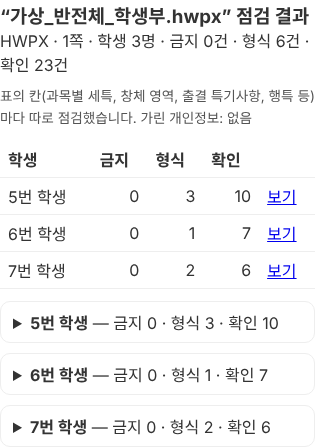 “가상_반전체_학생부.hwpx” 점검 결과
HWPX · 1쪽 · 학생 3명 · 금지 0건 · 형식 6건 ·
확인 23건
표의 칸(과목별 세특, 창체 영역, 출결 특기사항, 행특 등)
마다 따로 점검했습니다. 가린 개인정보: 없음
학생 금지 형식 확인
5번 학생 0 3 10 보기
6번 학생 0 1 7 보기
7번 학생 0 2 6 보기
▶ 5번 학생 — 금지 0 · 형식 3 · 확인 10
▶ 6번 학생 — 금지 0 · 형식 1 · 확인 7
▶ 7번 학생 — 금지 0 · 형식 2 · 확인 6